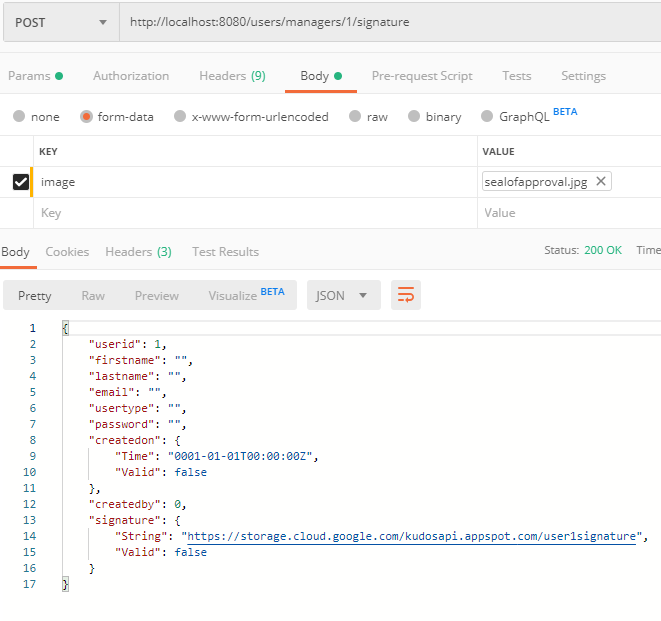 POST http://localhost:8080/users/managers/1/signature
Params Authorization Headers (9) Body Pre-request Script Tests Settings
none form-data x-www-form-urlencoded raw binary GraphQL BETA
KEY VALUE
image sealofapproval.jpg
Key Value
Body Cookies Headers (3) Test Results Status: 200 OK Time
Pretty Raw Preview Visualize BETA JSON
1 {
2 "userid": 1,
3 "firstname": "",
4 "lastname": "",
5 "email": "",
6 "usertype": "",
7 "password": "",
8 "createdon": {
9 "Time": "0001-01-01T00:00:00Z",
10 "Valid": false
11 },
12 "createdby": 0,
13 "signature": {
14 "String": "https://storage.cloud.google.com/kudosapi.appspot.com/user1signature",
15 "Valid": false
16 }
17 }